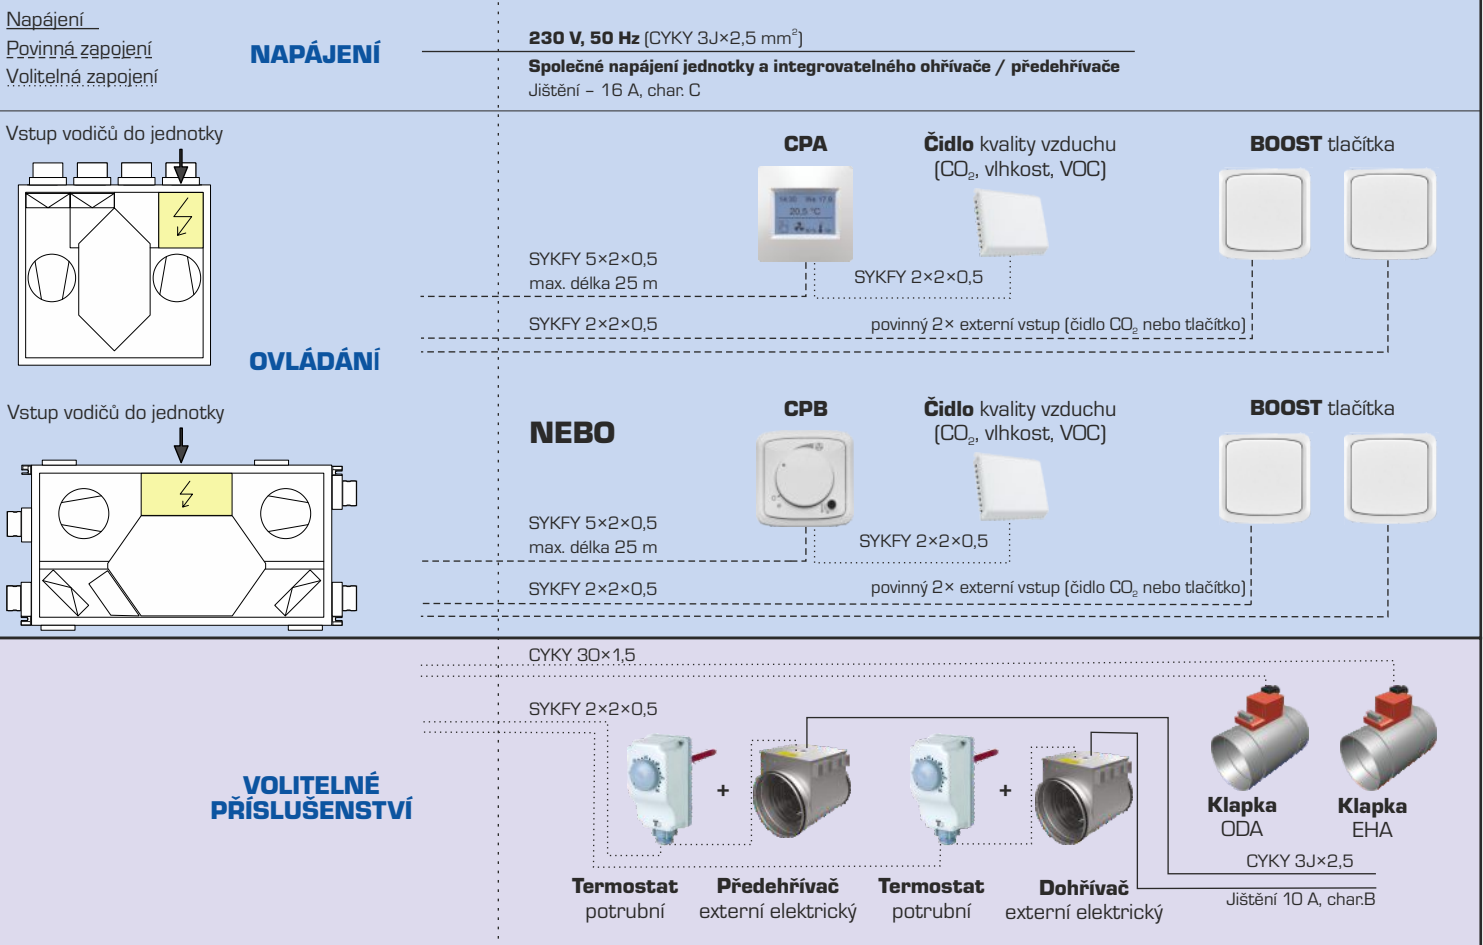 Napájení
Povinná zapojení
Volitelná zapojení
NAPÁJENÍ
230 V, 50 Hz (CYKY 3J×2,5 mm²)
Společné napájení jednotky a integrovatelného ohřívače / předehřívače
Jištění – 16 A, char. C
Vstup vodičů do jednotky
OVLÁDÁNÍ
CPA
Čidlo kvality vzduchu
(CO₂, vlhkost, VOC)
BOOST tlačítka
20,5 °C
SYKFY 5×2×0,5
max. délka 25 m
SYKFY 2×2×0,5
SYKFY 2×2×0,5
povinný 2× externí vstup (čidlo CO₂ nebo tlačítko)
Vstup vodičů do jednotky
NEBO
CPB
Čidlo kvality vzduchu
(CO₂, vlhkost, VOC)
BOOST tlačítka
SYKFY 5×2×0,5
max. délka 25 m
SYKFY 2×2×0,5
SYKFY 2×2×0,5
povinný 2× externí vstup (čidlo CO₂ nebo tlačítko)
VOLITELNÉ
PŘÍSLUŠENSTVÍ
CYKY 3O×1,5
SYKFY 2×2×0,5
+
+
Termostat
potrubní
Předehřívač
externí elektrický
Termostat
potrubní
Dohřívač
externí elektrický
Klapka
ODA
Klapka
EHA
CYKY 3J×2,5
Jištění 10 A, char.B